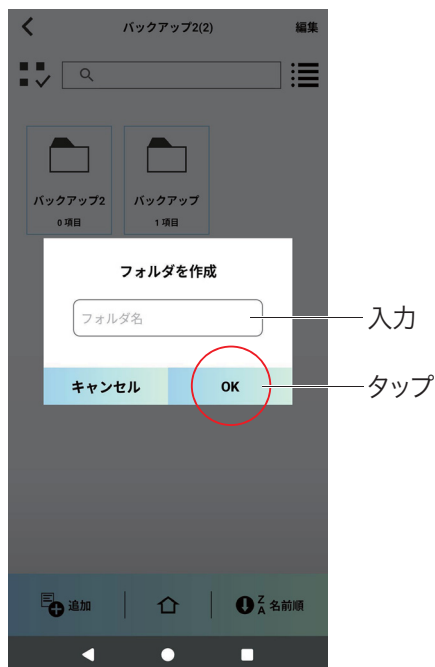 バックアップ2(2)
編集
バックアップ2
バックアップ
0 項目
1 項目
フォルダを作成
フォルダ名
入力
キャンセル
OK
タップ
追加
Z
A
名前順